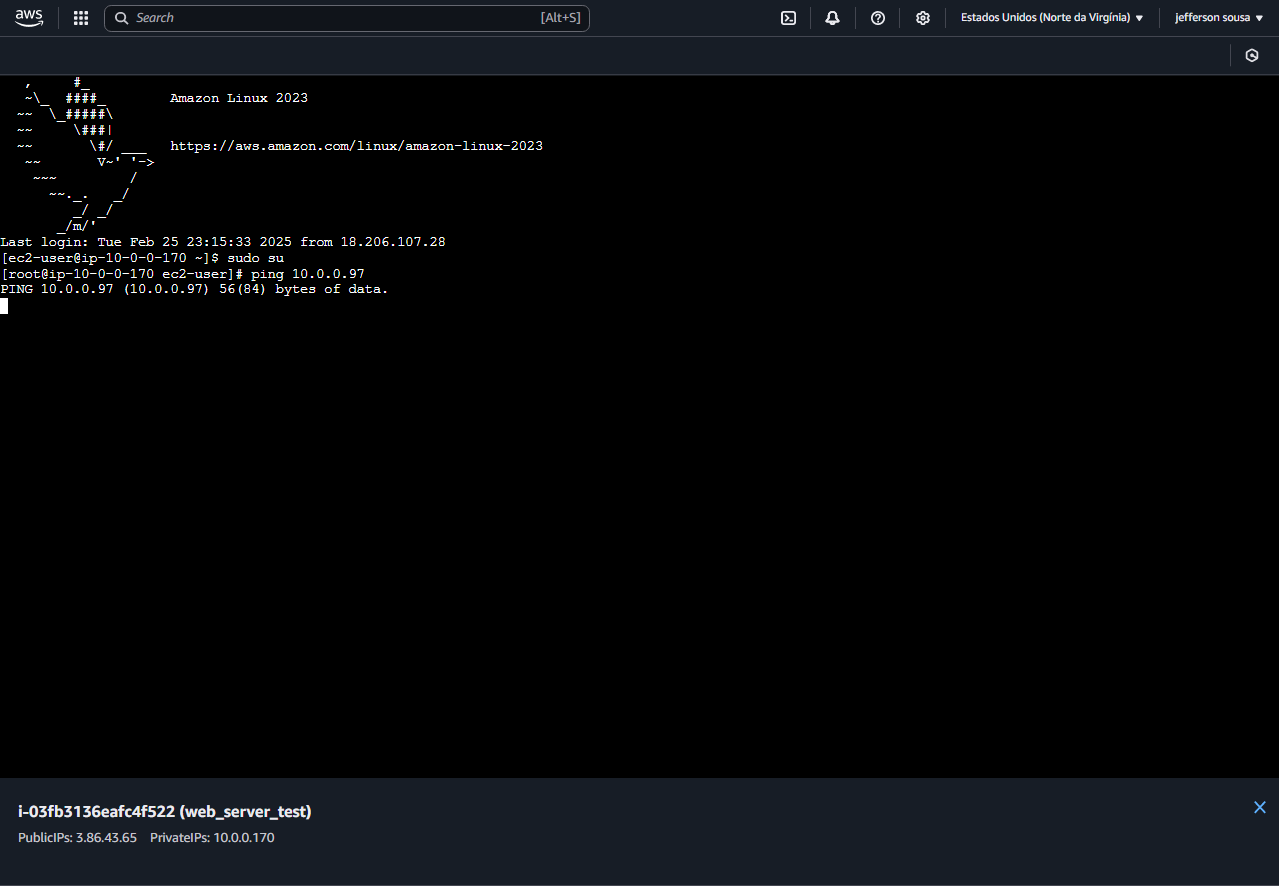 aws
Search [Alt+S]
Estados Unidos (Norte da Virgínia)
jefferson sousa
   ,     #_
   ~\_  ####_        Amazon Linux 2023
  ~~  \_#####\
  ~~     \###|
  ~~       \#/ ___   https://aws.amazon.com/linux/amazon-linux-2023
   ~~       V~' '->
    ~~~         /
      ~~._.   _/
         _/ _/
       _/m/'
Last login: Tue Feb 25 23:15:33 2025 from 18.206.107.28
[ec2-user@ip-10-0-0-170 ~]$ sudo su
[root@ip-10-0-0-170 ec2-user]# ping 10.0.0.97
PING 10.0.0.97 (10.0.0.97) 56(84) bytes of data.
i-03fb3136eafc4f522 (web_server_test)
PublicIPs: 3.86.43.65 PrivateIPs: 10.0.0.170